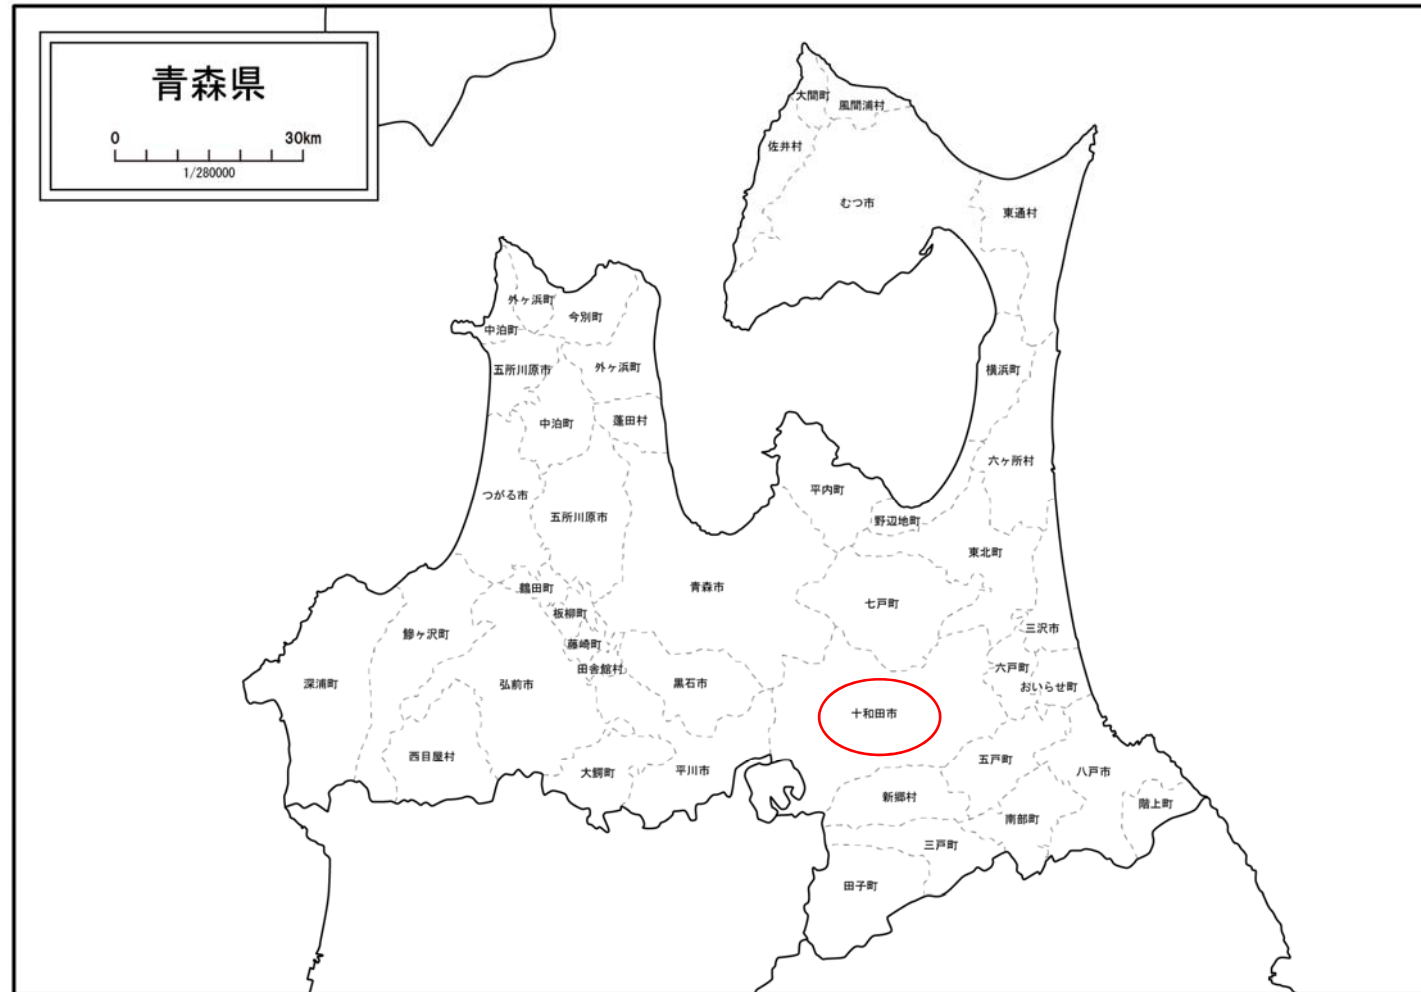 青森県
0 30km
1/280000
大間町
風間浦村
佐井村
むつ市
東通村
外ヶ浜町
今別町
中泊町
五所川原市
外ヶ浜町
横浜町
中泊町
蓬田村
六ヶ所村
つがる市
平内町
五所川原市
野辺地町
東北町
青森市
鶴田町
七戸町
板柳町
三沢市
鰺ヶ沢町
藤崎町
田舎館村
六戸町
深浦町
弘前市
黒石市
おいらせ町
十和田市
西目屋村
五戸町
大鰐町
平川市
八戸市
新郷村
階上町
南部町
三戸町
田子町